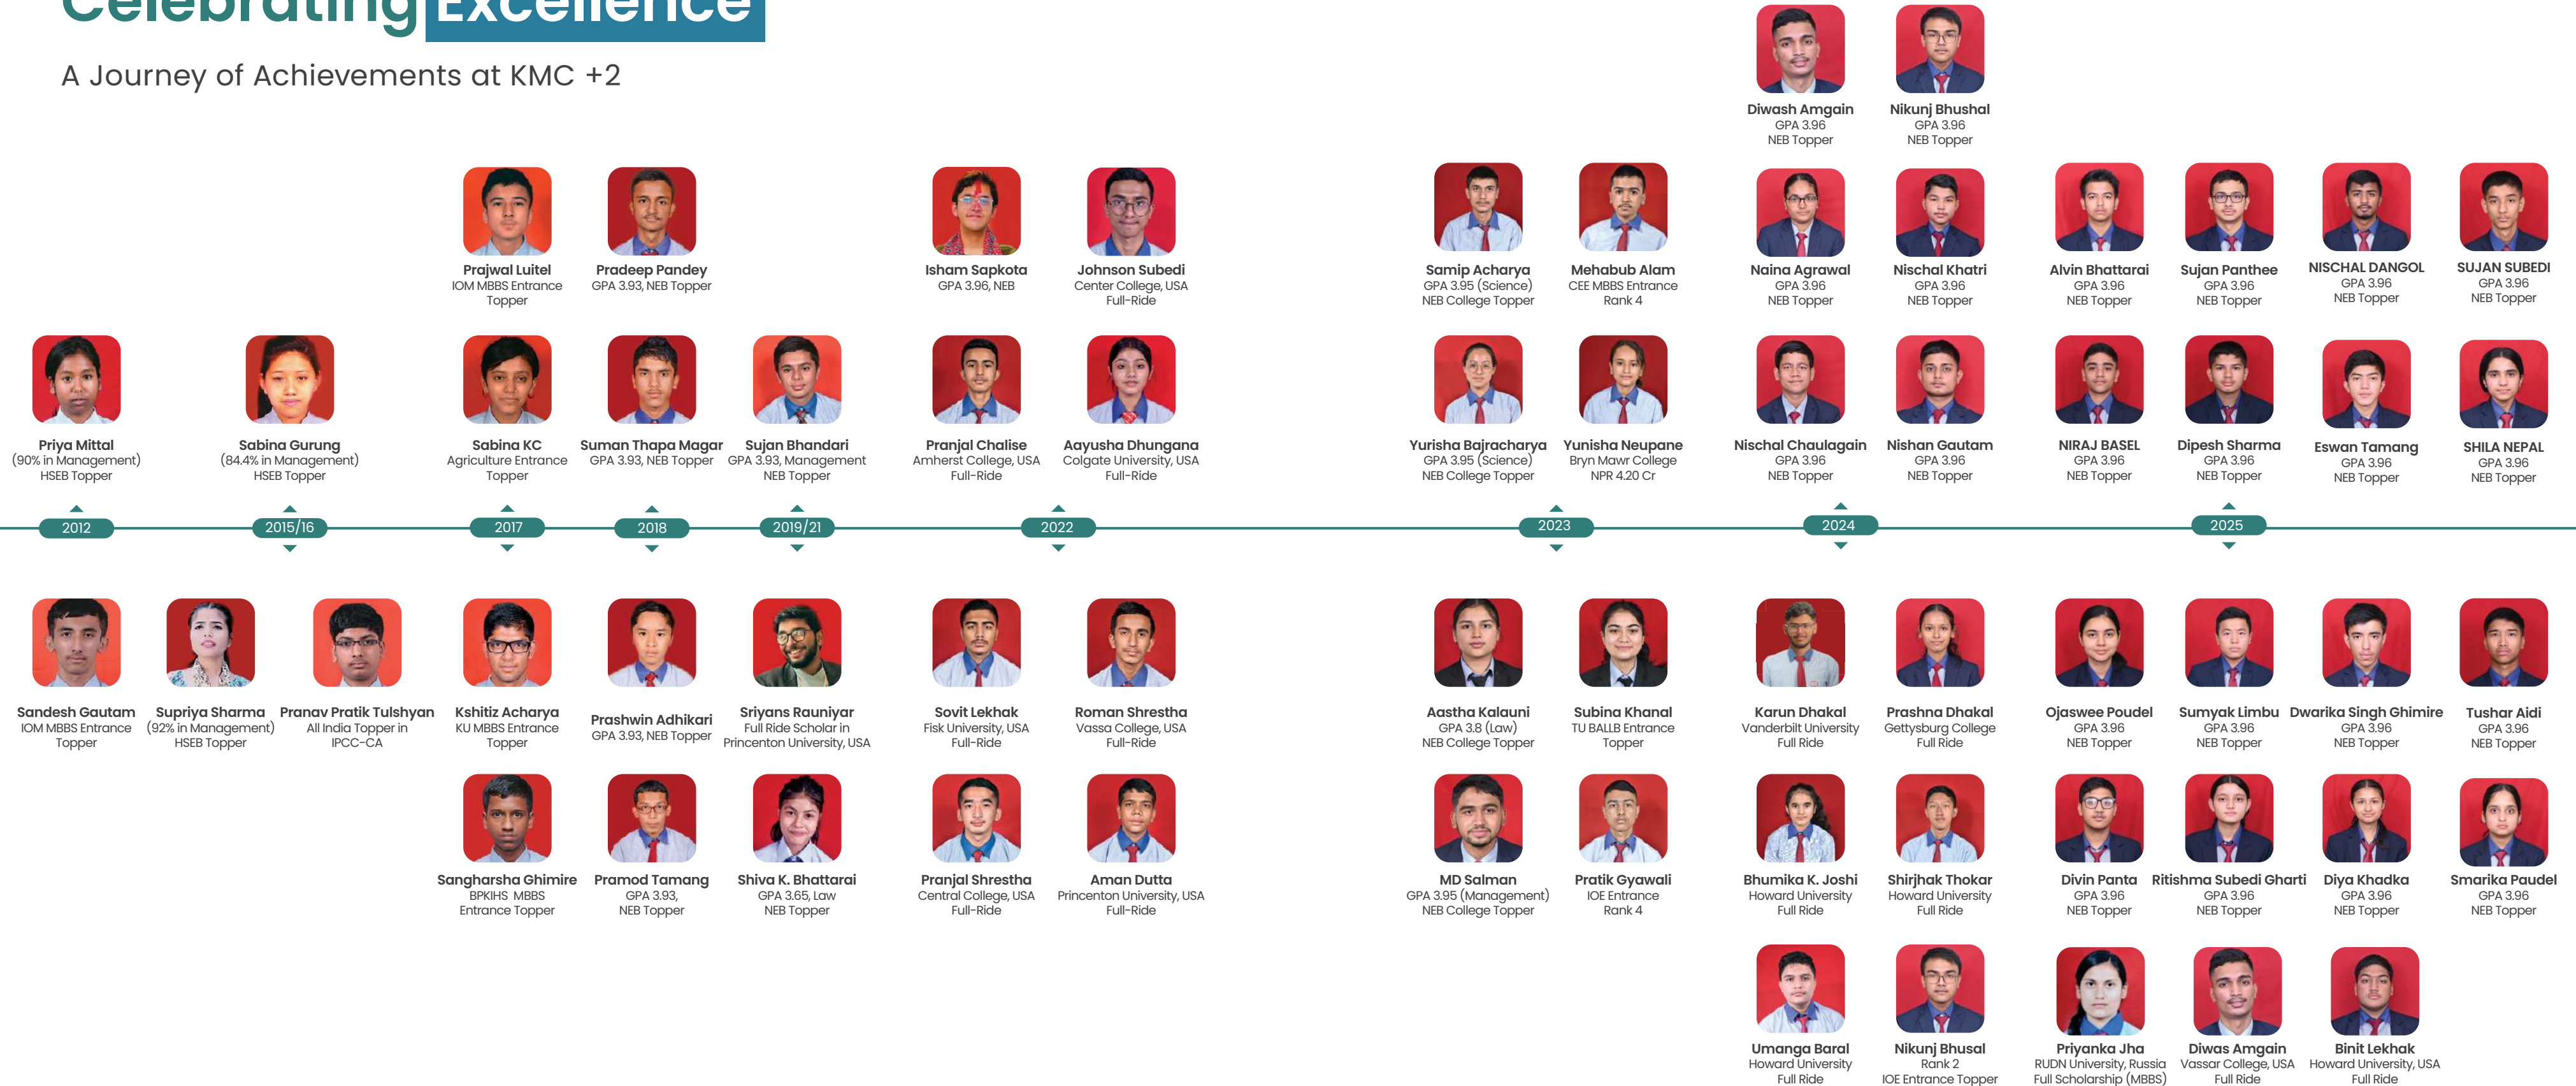 Celebrating Excellence
A Journey of Achievements at KMC +2
Diwash Amgain
GPA 3.96
NEB Topper
Nikunj Bhushal
GPA 3.96
NEB Topper
Prajwal Luitel
IOM MBBS Entrance
Topper
Pradeep Pandey
GPA 3.93, NEB Topper
Isham Sapkota
GPA 3.96, NEB
Johnson Subedi
Center College, USA
Full-Ride
Samip Acharya
GPA 3.95 (Science)
NEB College Topper
Mehabub Alam
CEE MBBS Entrance
Rank 4
Naina Agrawal
GPA 3.96
NEB Topper
Nischal Khatri
GPA 3.96
NEB Topper
Alvin Bhattarai
GPA 3.96
NEB Topper
Sujan Panthee
GPA 3.96
NEB Topper
NISCHAL DANGOL
GPA 3.96
NEB Topper
SUJAN SUBEDI
GPA 3.96
NEB Topper
Priya Mittal
(90% in Management)
HSEB Topper
Sabina Gurung
(84.4% in Management)
HSEB Topper
Sabina KC
Agriculture Entrance
Topper
Suman Thapa Magar
GPA 3.93, NEB Topper
Sujan Bhandari
GPA 3.93, Management
NEB Topper
Pranjal Chalise
Amherst College, USA
Full-Ride
Aayusha Dhungana
Colgate University, USA
Full-Ride
Yurisha Bajracharya
GPA 3.95 (Science)
NEB College Topper
Yunisha Neupane
Bryn Mawr College
NPR 4.20 Cr
Nischal Chaulagain
GPA 3.96
NEB Topper
Nishan Gautam
GPA 3.96
NEB Topper
NIRAJ BASEL
GPA 3.96
NEB Topper
Dipesh Sharma
GPA 3.96
NEB Topper
Eswan Tamang
GPA 3.96
NEB Topper
SHILA NEPAL
GPA 3.96
NEB Topper
2012
2015/16
2017
2018
2019/21
2022
2023
2024
2025
Sandesh Gautam
IOM MBBS Entrance
Topper
Supriya Sharma
(92% in Management)
HSEB Topper
Pranav Pratik Tulshyan
All India Topper in
IPCC-CA
Kshitiz Acharya
KU MBBS Entrance
Topper
Prashwin Adhikari
GPA 3.93, NEB Topper
Sriyans Rauniyar
Full Ride Scholar in
Princenton University, USA
Sovit Lekhak
Fisk University, USA
Full-Ride
Roman Shrestha
Vassa College, USA
Full-Ride
Aastha Kalauni
GPA 3.8 (Law)
NEB College Topper
Subina Khanal
TU BALLB Entrance
Topper
Karun Dhakal
Vanderbilt University
Full Ride
Prashna Dhakal
Gettysburg College
Full Ride
Ojaswee Poudel
GPA 3.96
NEB Topper
Sumyak Limbu
GPA 3.96
NEB Topper
Dwarika Singh Ghimire
GPA 3.96
NEB Topper
Tushar Aidi
GPA 3.96
NEB Topper
Sangharsha Ghimire
BPKIHS MBBS
Entrance Topper
Pramod Tamang
GPA 3.93,
NEB Topper
Shiva K. Bhattarai
GPA 3.65, Law
NEB Topper
Pranjal Shrestha
Central College, USA
Full-Ride
Aman Dutta
Princenton University, USA
Full-Ride
MD Salman
GPA 3.95 (Management)
NEB College Topper
Pratik Gyawali
IOE Entrance
Rank 4
Bhumika K. Joshi
Howard University
Full Ride
Shirjhak Thokar
Howard University
Full Ride
Divin Panta
GPA 3.96
NEB Topper
Ritishma Subedi Gharti
GPA 3.96
NEB Topper
Diya Khadka
GPA 3.96
NEB Topper
Smarika Paudel
GPA 3.96
NEB Topper
Umanga Baral
Howard University
Full Ride
Nikunj Bhusal
Rank 2
IOE Entrance Topper
Priyanka Jha
RUDN University, Russia
Full Scholarship (MBBS)
Diwas Amgain
Vassar College, USA
Full Ride
Binit Lekhak
Howard University, USA
Full Ride